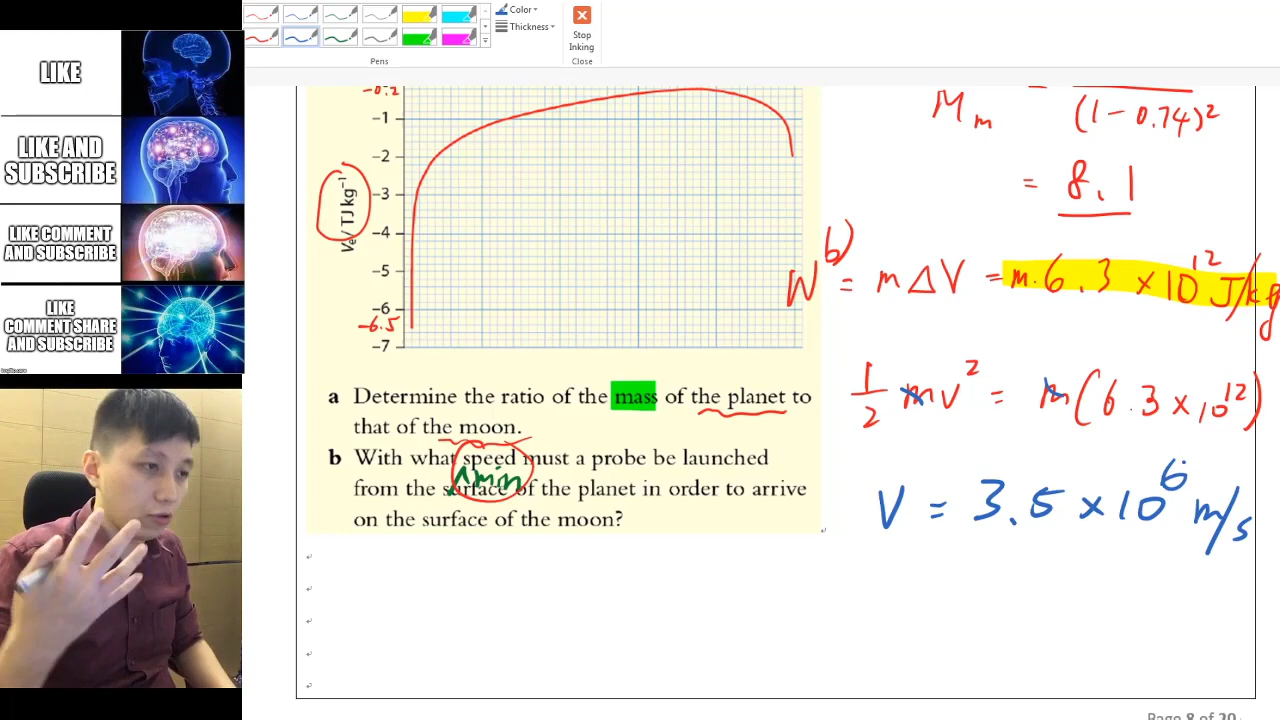 Color
Thickness
Stop
Inking
Pens
Close
LIKE
LIKE AND
SUBSCRIBE
LIKE COMMENT
AND SUBSCRIBE
LIKE
COMMENT SHARE
AND SUBSCRIBE
-0.2
-1
-2
-3
-4
-5
-6
-6.5
-7
/ TJ kg⁻¹
a Determine the ratio of the mass of the planet to
that of the moon.
b With what speed must a probe be launched
min
from the surface of the planet in order to arrive
on the surface of the moon?
M m
(1 - 0.74)²
= 8.1
b)
W = mΔV = m.6.3 ×10¹² J/kg
1/2 mv² = m(6.3×10¹²)
V = 3.5 ×10⁶ m/s
Page 8 of 20